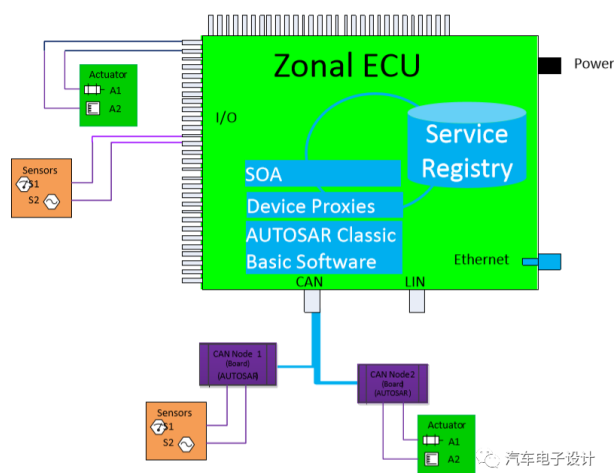 Zonal ECU
Power
Actuator
A1
A2
I/O
Service
Registry
Sensors
S1
S2
SOA
Device Proxies
AUTOSAR Classic
Basic Software
Ethernet
CAN
LIN
CAN Node 1
(Board)
(AUTOSAR)
CAN Node2
(Board)
(AUTOSAR)
Sensors
S1
S2
Actuator
A1
A2
汽车电子设计